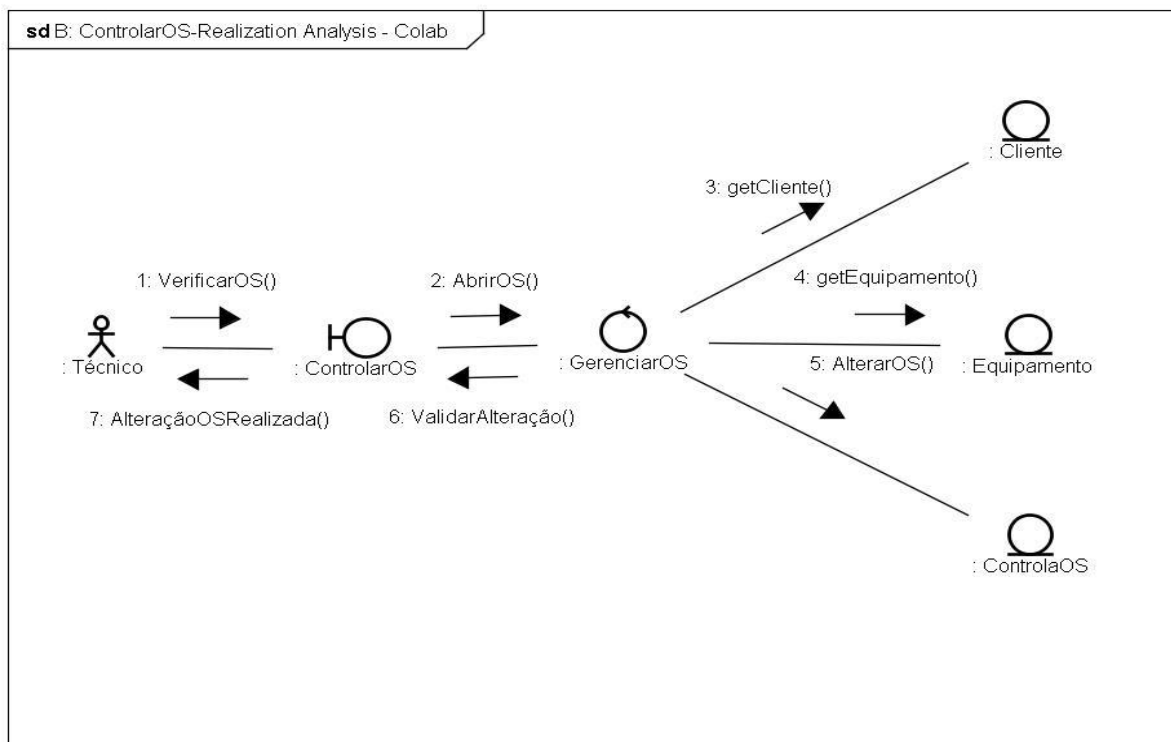 sd B: ControlarOS-Realization Analysis - Colab
: Cliente
3: getCliente()
1: VerificarOS()
2: AbrirOS()
4: getEquipamento()
: Técnico
: ControlarOS
: GerenciarOS
5: AlterarOS()
: Equipamento
7: AlteraçãoOSRealizada()
6: ValidarAlteração()
: ControlaOS